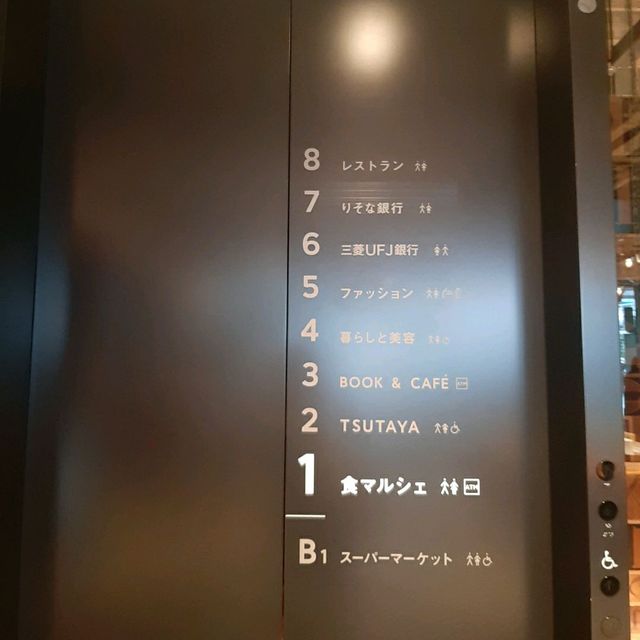 8 レストラン
7 りそな銀行
6 三菱UFJ銀行
5 ファッション
4 暮らしと美容
3 BOOK & CAFÉ ATM
2 TSUTAYA
1 食マルシェ ATM
B1 スーパーマーケット